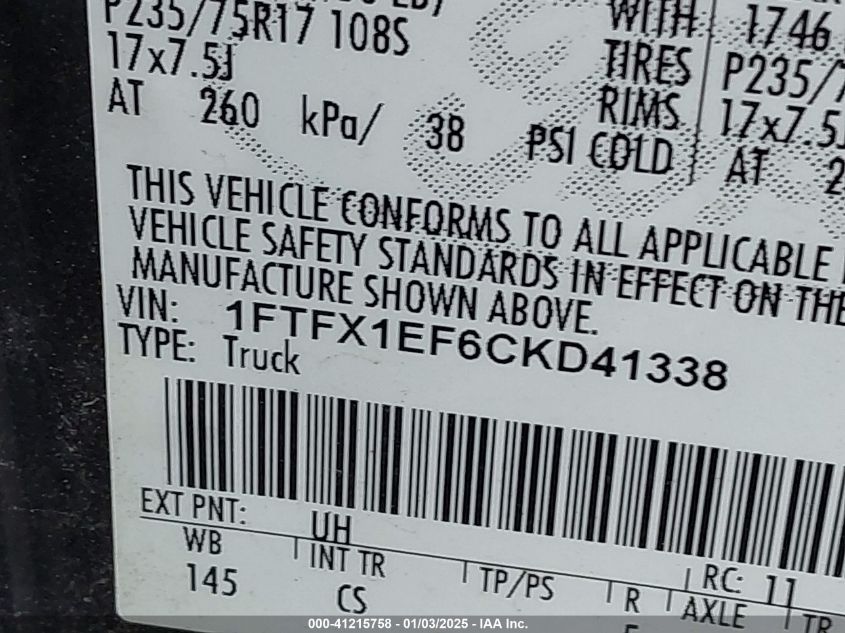 P235/75R17 108S
17x7.5J
AT 260 kPa/ 38 PSI COLD
WITH 1746
TIRES P235/7
RIMS 17x7.5J
AT 2
THIS VEHICLE CONFORMS TO ALL APPLICABLE
VEHICLE SAFETY STANDARDS IN EFFECT ON THE
MANUFACTURE SHOWN ABOVE.
VIN: 1FTFX1EF6CKD41338
TYPE: Truck
EXT PNT: UH
RC: 11
WB INT TR TP/PS R AXLE TR
145 CS
000-41215758 - 01/03/2025 - IAA Inc.